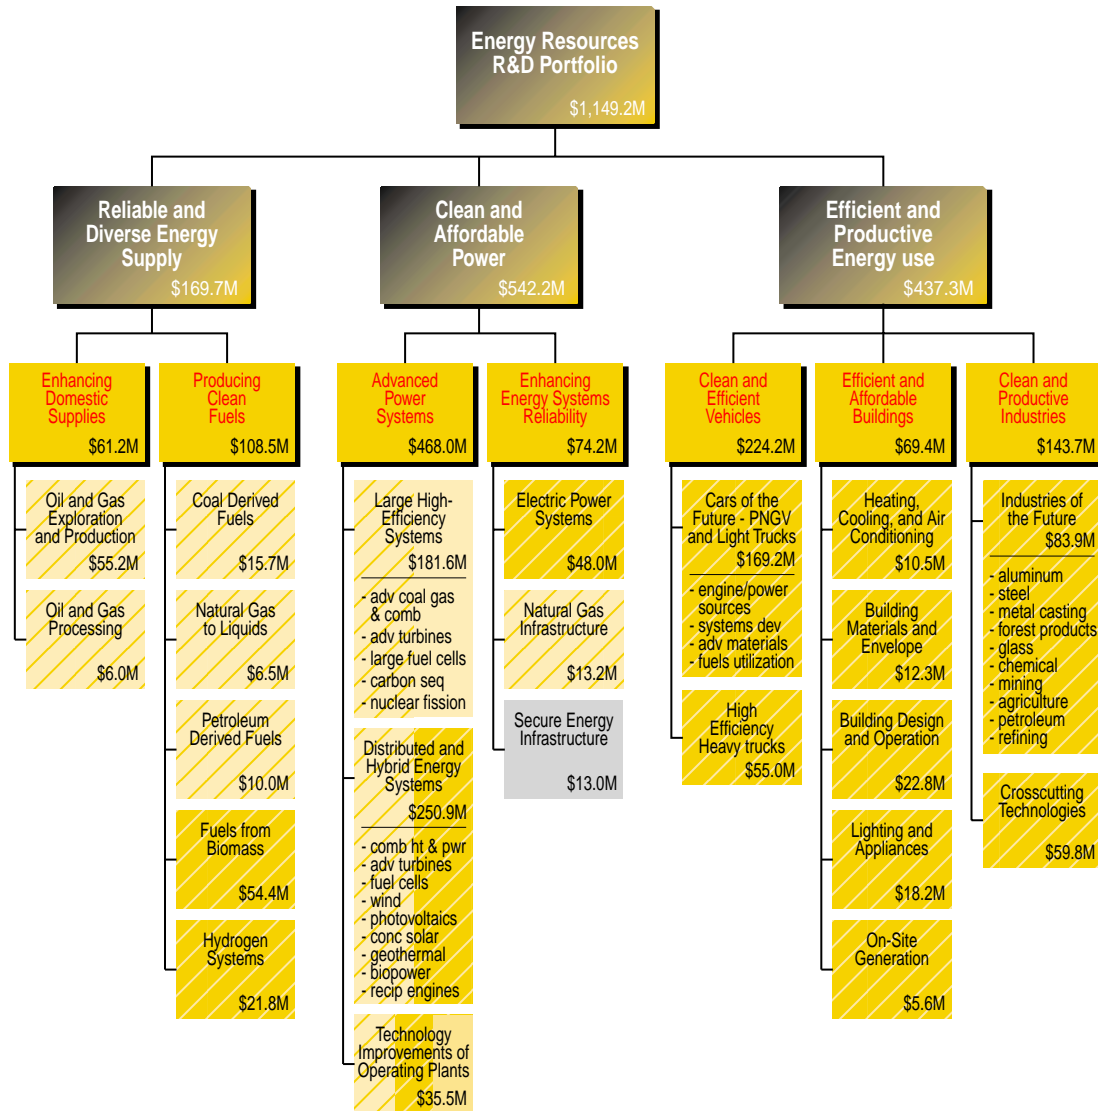 Energy Resources
R&D Portfolio
$1,149.2M
Reliable and
Diverse Energy
Supply
$169.7M
Clean and
Affordable
Power
$542.2M
Efficient and
Productive
Energy use
$437.3M
Enhancing
Domestic
Supplies
$61.2M
Oil and Gas
Exploration
and Production
$55.2M
Oil and Gas
Processing
$6.0M
Producing
Clean
Fuels
$108.5M
Coal Derived
Fuels
$15.7M
Natural Gas
to Liquids
$6.5M
Petroleum
Derived Fuels
$10.0M
Fuels from
Biomass
$54.4M
Hydrogen
Systems
$21.8M
Advanced
Power
Systems
$468.0M
Large High-
Efficiency
Systems
$181.6M
- adv coal gas
& comb
- adv turbines
- large fuel cells
- carbon seq
- nuclear fission
Distributed and
Hybrid Energy
Systems
$250.9M
- comb ht & pwr
- adv turbines
- fuel cells
- wind
- photovoltaics
- conc solar
- geothermal
- biopower
- recip engines
Technology
Improvements of
Operating Plants
$35.5M
Enhancing
Energy Systems
Reliability
$74.2M
Electric Power
Systems
$48.0M
Natural Gas
Infrastructure
$13.2M
Secure Energy
Infrastructure
$13.0M
Clean and
Efficient
Vehicles
$224.2M
Cars of the
Future - PNGV
and Light Trucks
$169.2M
- engine/power
sources
- systems dev
- adv materials
- fuels utilization
High
Efficiency
Heavy trucks
$55.0M
Efficient and
Affordable
Buildings
$69.4M
Heating,
Cooling, and Air
Conditioning
$10.5M
Building
Materials and
Envelope
$12.3M
Building Design
and Operation
$22.8M
Lighting and
Appliances
$18.2M
On-Site
Generation
$5.6M
Clean and
Productive
Industries
$143.7M
Industries of
the Future
$83.9M
- aluminum
- steel
- metal casting
- forest products
- glass
- chemical
- mining
- agriculture
- petroleum
- refining
Crosscutting
Technologies
$59.8M